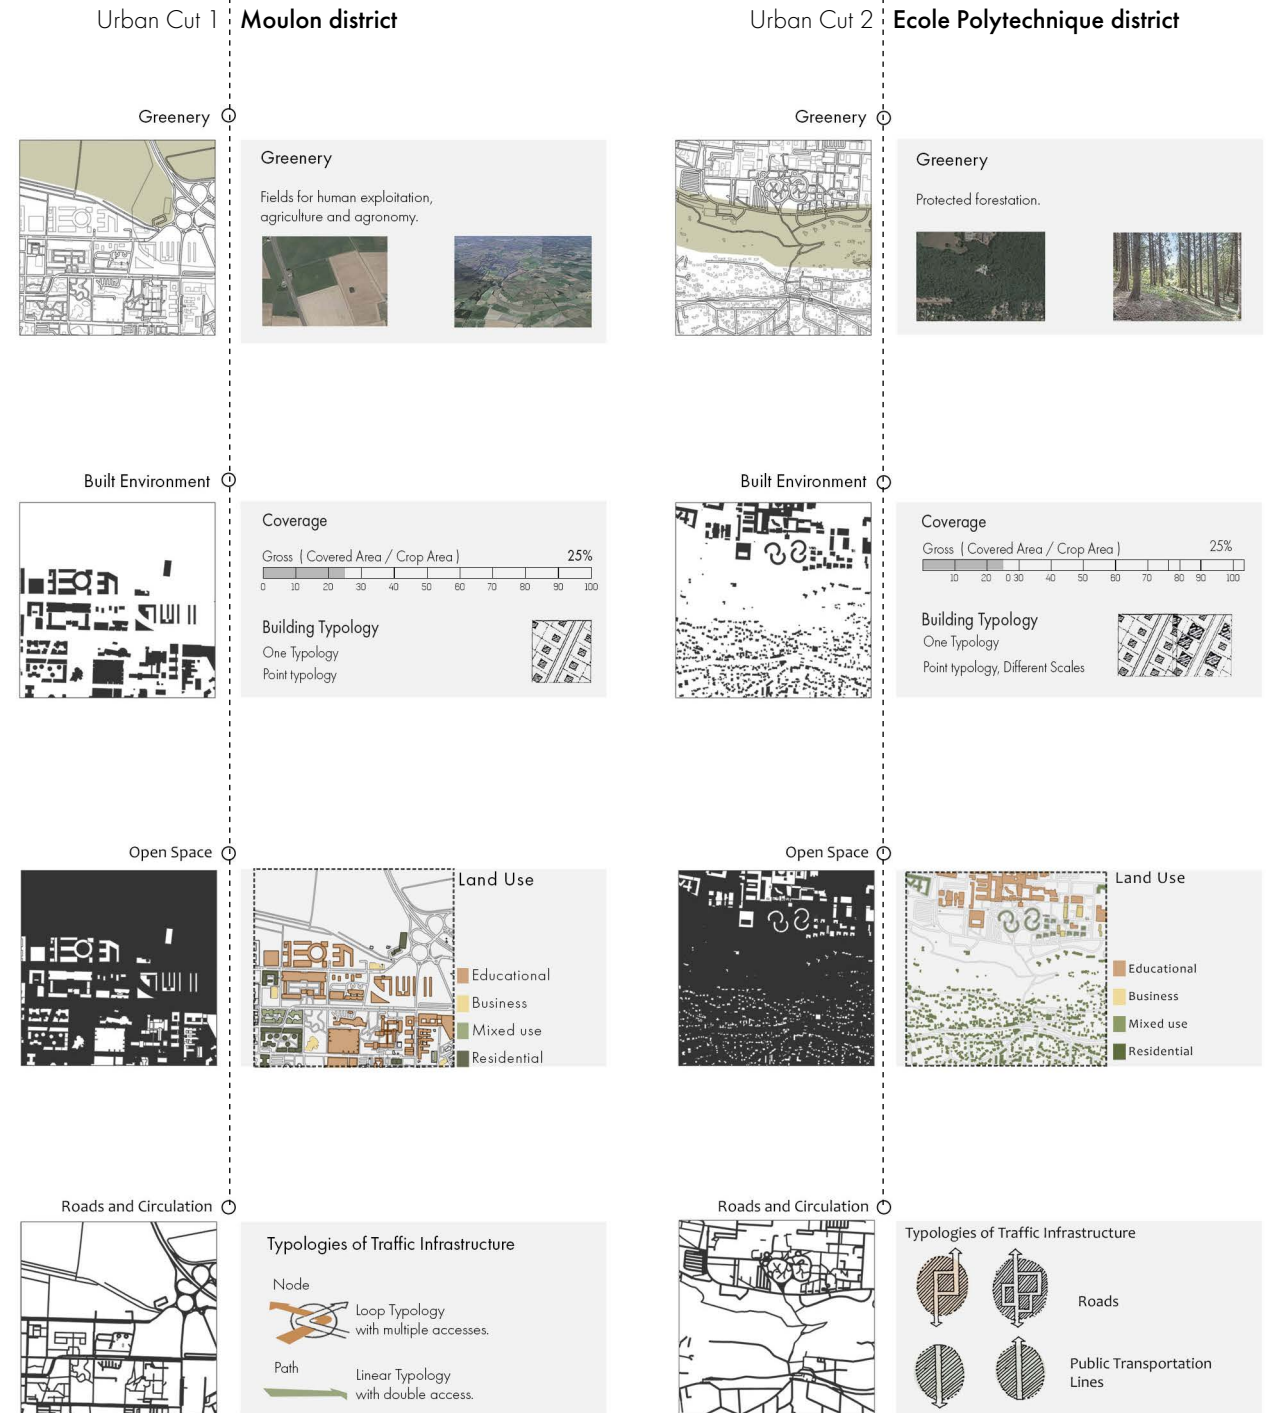 Urban Cut 1 Moulon district
Greenery
Greenery
Fields for human exploitation,
agriculture and agronomy.
Built Environment
Coverage
Gross ( Covered Area / Crop Area ) 25%
0 10 20 30 40 50 60 70 80 90 100
Building Typology
One Typology
Point typology
Open Space
Land Use
Educational
Business
Mixed use
Residential
Roads and Circulation
Typologies of Traffic Infrastructure
Node
Loop Typology
with multiple accesses.
Path
Linear Typology
with double access.
Urban Cut 2 Ecole Polytechnique district
Greenery
Greenery
Protected forestation.
Built Environment
Coverage
Gross ( Covered Area / Crop Area ) 25%
10 20 0 30 40 50 60 70 80 90 100
Building Typology
One Typology
Point typology, Different Scales
Open Space
Land Use
Educational
Business
Mixed use
Residential
Roads and Circulation
Typologies of Traffic Infrastructure
Roads
Public Transportation
Lines